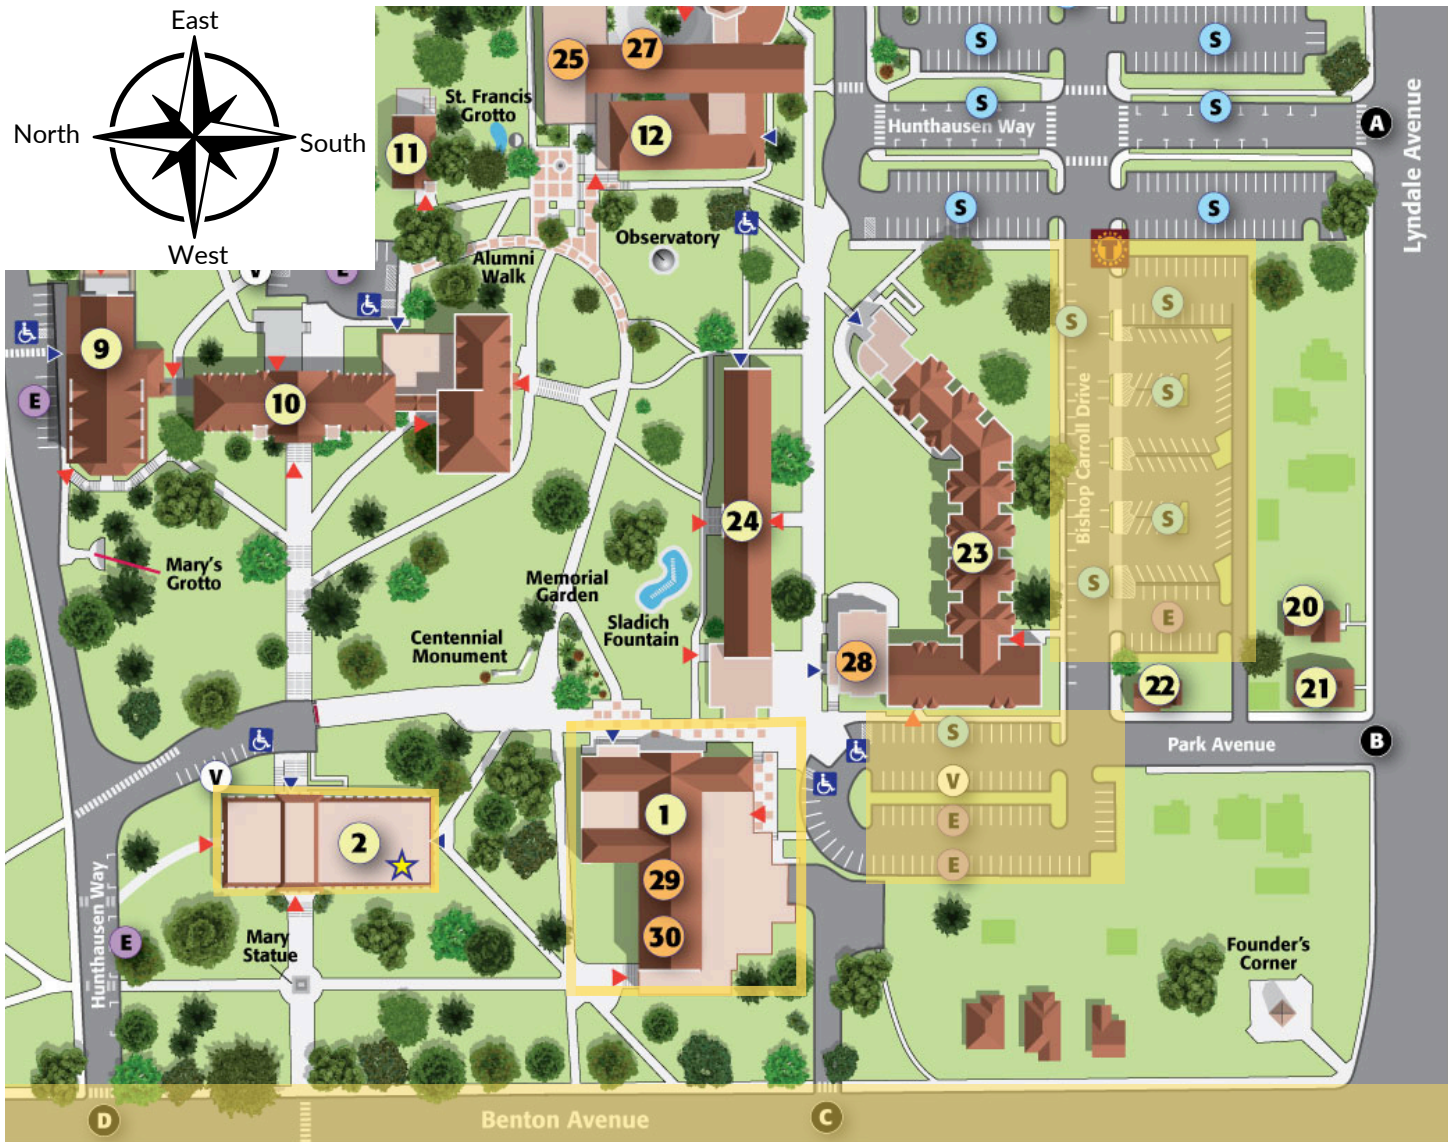 East
North
South
West
25
27
S
S
St. Francis
Grotto
12
11
S
S
Hunthausen Way
A
Lyndale Avenue
S
S
Observatory
Alumni
Walk
T
V
E
S
S
9
E
10
S
Bishop Carroll Drive
24
S
23
Mary's
Grotto
Memorial
Garden
S
E
20
Sladich
Fountain
Centennial
Monument
28
22
21
S
Park Avenue
B
V
V
1
2
E
E
29
30
E
Hunthausen Way
Mary
Statue
Founder's
Corner
D
Benton Avenue
C